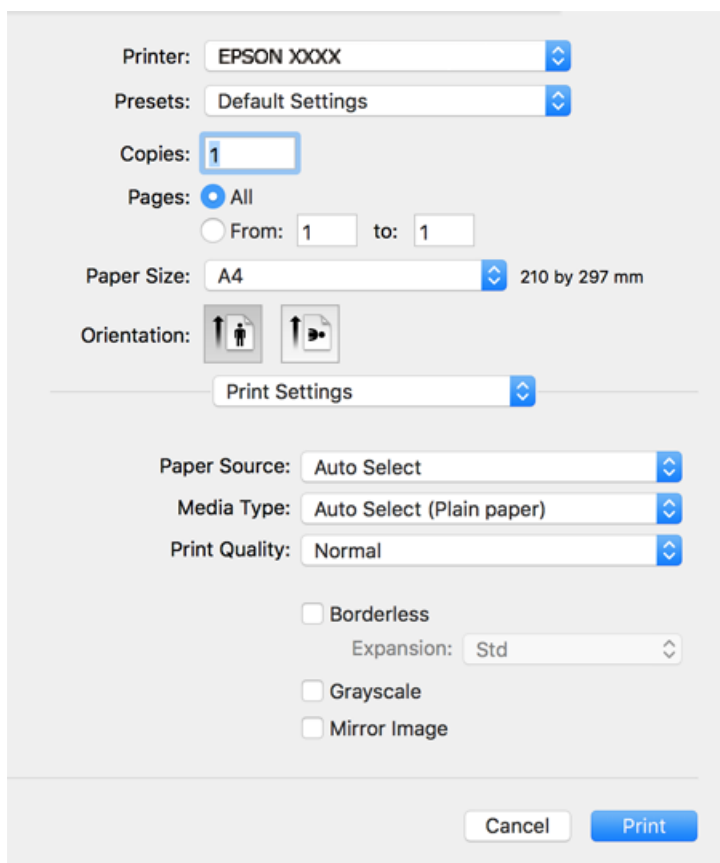 Printer: EPSON XXXX
Presets: Default Settings
Copies: 1
Pages: All
From: 1 to: 1
Paper Size: A4 210 by 297 mm
Orientation:
Print Settings
Paper Source: Auto Select
Media Type: Auto Select (Plain paper)
Print Quality: Normal
Borderless
Expansion: Std
Grayscale
Mirror Image
Cancel Print